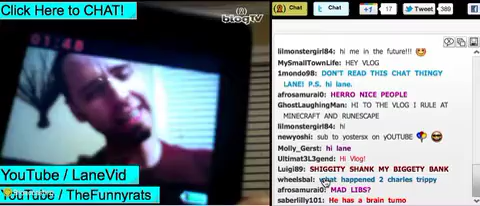 Click Here to CHAT!
blogTV
01:48
YouTube / LaneVid
YouTube / TheFunnyrats
Chat
Chat
+1
17
Tweet
389
lilmonstergirl84: hi me in the future!!!
MySmallTownLife: HEY VLOG
1mondo98: DON'T READ THIS CHAT THINGY
LANE! P.S. hi lane.
afrosamurai0: HERRO NICE PEOPLE
GhostLaughingMan: HI TO THE VLOG I RULE AT
MINECRAFT AND RUNESCAPE
lilmonstergirl84: hi
newyoshi: sub to yostersx on yOUTUBE
Molly_Gerst: hi lane
Ultimat3L3gend: Hi Vlog!
Luigi89: SHIGGITY SHANK MY BIGGETY BANK
wheelsbal: what happened 2 charles trippy
afrosamurai0: MAD LIBS?
saberlilly101: He has a brain tumo